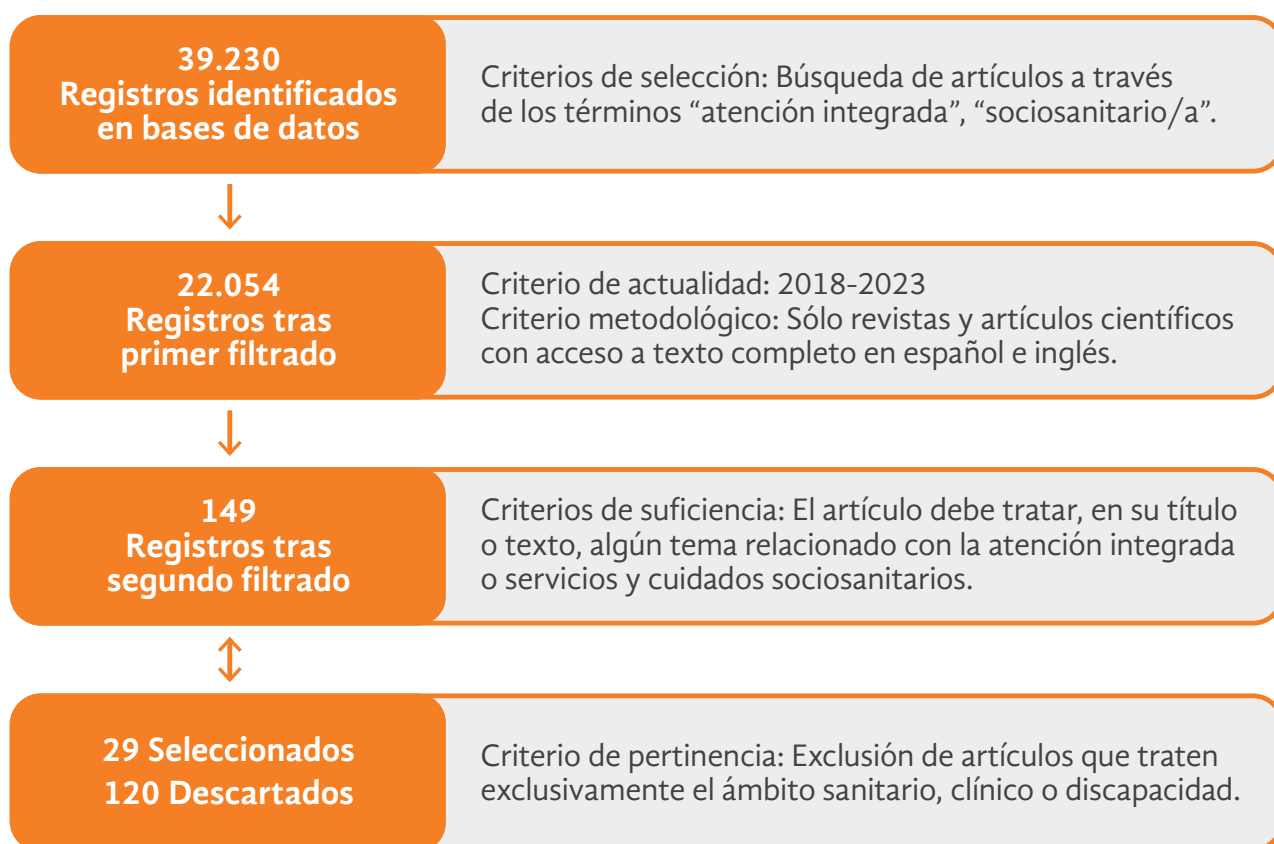 39.230
Registros identificados
en bases de datos
Criterios de selección: Búsqueda de artículos a través
de los términos “atención integrada”, “sociosanitario/a”.
22.054
Registros tras
primer filtrado
Criterio de actualidad: 2018-2023
Criterio metodológico: Sólo revistas y artículos científicos
con acceso a texto completo en español e inglés.
149
Registros tras
segundo filtrado
Criterios de suficiencia: El artículo debe tratar, en su título
o texto, algún tema relacionado con la atención integrada
o servicios y cuidados sociosanitarios.
29 Seleccionados
120 Descartados
Criterio de pertinencia: Exclusión de artículos que traten
exclusivamente el ámbito sanitario, clínico o discapacidad.